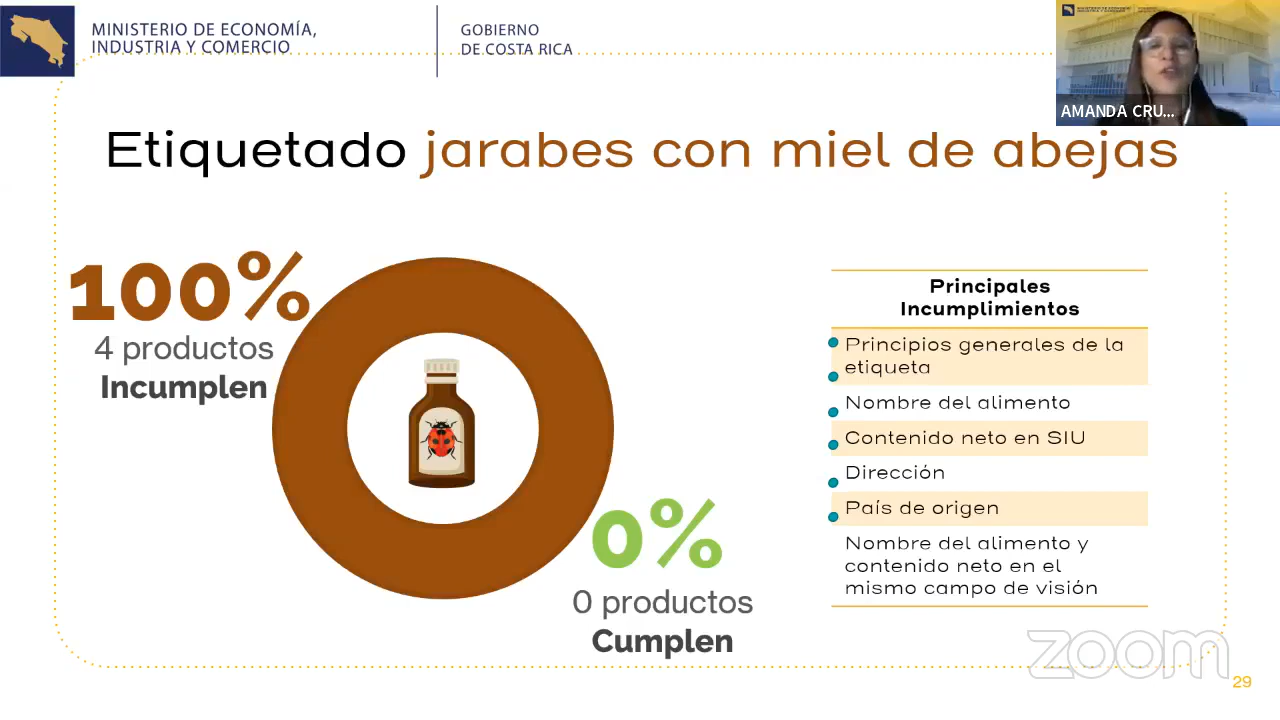 MINISTERIO DE ECONOMÍA,
INDUSTRIA Y COMERCIO
GOBIERNO
DE COSTA RICA
AMANDA CRU...
Etiquetado jarabes con miel de abejas
100%
4 productos
Incumplen
0%
0 productos
Cumplen
Principales
Incumplimientos
Principios generales de la
etiqueta
Nombre del alimento
Contenido neto en SIU
Dirección
País de origen
Nombre del alimento y
contenido neto en el
mismo campo de visión
zoom
29